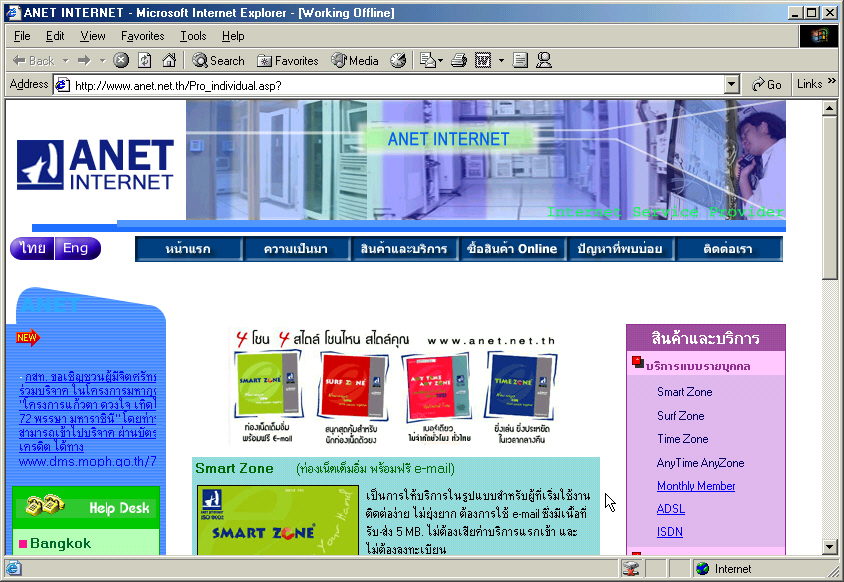 ANET INTERNET - Microsoft Internet Explorer - [Working Offline]
File Edit View Favorites Tools Help
Back Search Favorites Media
Address http://www.anet.net.th/Pro_individual.asp? Go Links »
ANET
INTERNET
ANET INTERNET
Internet Service Provider
ไทย Eng
หน้าแรก ความเป็นมา สินค้าและบริการ ซื้อสินค้า Online ปัญหาที่พบบ่อย ติดต่อเรา
ANET
NEW
กสท. ขอเชิญชวนผู้มีจิตศรัทธ
ร่วมบริจาค ในโครงการมหากุ
"โครงการแก้วตา ดวงใจ เทิดไ
72 พรรษา มหาราชินี" โดยท่า
สามารถเข้าไปบริจาค ผ่านบัตร
เครดิต ได้ทาง
www.dms.moph.go.th/7
Help Desk
Bangkok
4 โซน 4 สไตล์ โซนไหน สไตล์คุณ www.anet.net.th
SMART ZONE SURF ZONE ANY TIME ANY ZONE TIME ZONE
ท่องเน็ตเต็มอิ่ม
พร้อมฟรี E-mail
สนุกสุดคุ้มสำหรับ
นักท่องเน็ตด้วยงง
เบอร์เดียว
ไม่จำกัดชั่วโมง ทั่วไทย
ยิ่งเล่น ยิ่งประหยัด
ในเวลากลางคืน
Smart Zone (ท่องเน็ตเต็มอิ่ม พร้อมฟรี e-mail)
ANET
INTERNET
ISO 9002
SMART ZONE
เป็นการให้บริการในรูปแบบสำหรับผู้ที่เริ่มใช้งาน
ติดต่อง่าย ไม่ยุ่งยาก ต้องการใช้ e-mail ซึ่งมีเนื้อที่
รับ-ส่ง 5 MB. ไม่ต้องเสียค่าบริการแรกเข้า และ
ไม่ต้องลงทะเบียน
สินค้าและบริการ
บริการแบบรายบุคคล
Smart Zone
Surf Zone
Time Zone
AnyTime AnyZone
Monthly Member
ADSL
ISDN
Internet